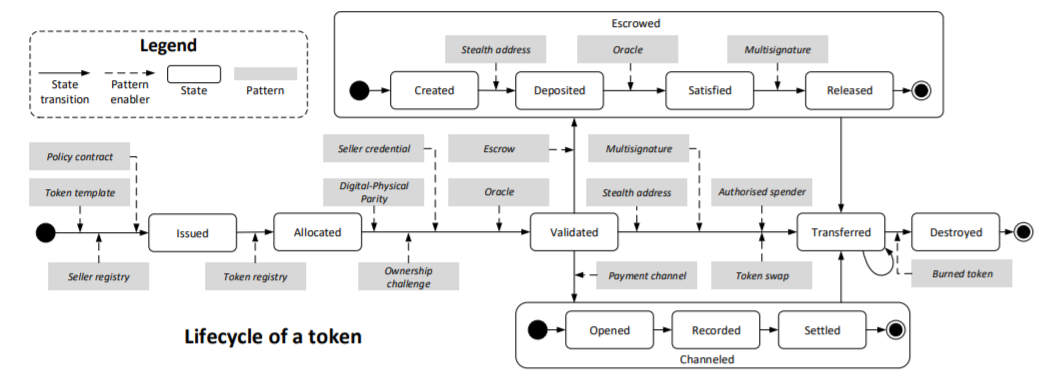 Escrowed
Legend
State
transition
Pattern
enabler
State
Pattern
Stealth address
Oracle
Multisignature
Created
Deposited
Satisfied
Released
Policy contract
Seller credential
Escrow
Multisignature
Token template
Digital-Physical
Parity
Oracle
Stealth address
Authorised spender
Issued
Allocated
Validated
Transferred
Destroyed
Seller registry
Token registry
Ownership
challenge
Payment channel
Token swap
Burned token
Lifecycle of a token
Opened
Recorded
Settled
Channeled